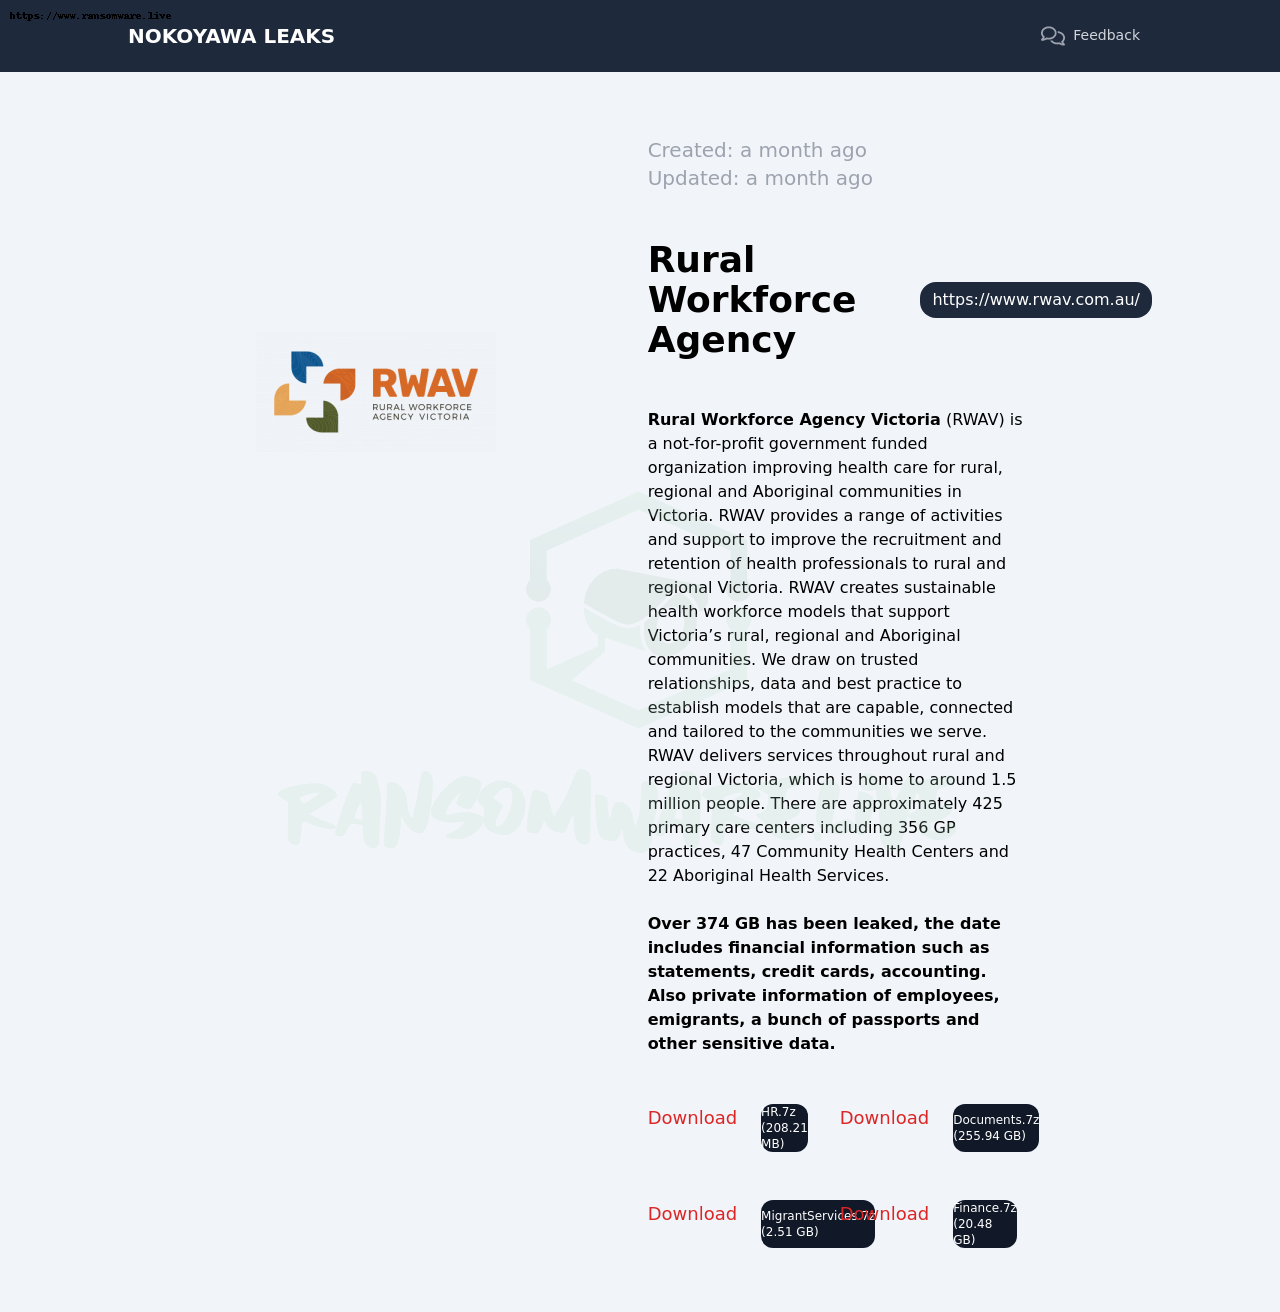 https://www.ransomware.live
NOKOYAWA LEAKS
Feedback
Created: a month ago
Updated: a month ago
Rural
Workforce
Agency
https://www.rwav.com.au/
RWAV
RURAL WORKFORCE
AGENCY VICTORIA
Rural Workforce Agency Victoria (RWAV) is
a not-for-profit government funded
organization improving health care for rural,
regional and Aboriginal communities in
Victoria. RWAV provides a range of activities
and support to improve the recruitment and
retention of health professionals to rural and
regional Victoria. RWAV creates sustainable
health workforce models that support
Victoria’s rural, regional and Aboriginal
communities. We draw on trusted
relationships, data and best practice to
establish models that are capable, connected
and tailored to the communities we serve.
RWAV delivers services throughout rural and
regional Victoria, which is home to around 1.5
million people. There are approximately 425
primary care centers including 356 GP
practices, 47 Community Health Centers and
22 Aboriginal Health Services.
RANSOMWARE.LIVE
Over 374 GB has been leaked, the date
includes financial information such as
statements, credit cards, accounting.
Also private information of employees,
emigrants, a bunch of passports and
other sensitive data.
Download
HR.7z
(208.21
MB)
Download
Documents.7z
(255.94 GB)
Download
MigrantServices.7z
(2.51 GB)
Download
Finance.7z
(20.48
GB)